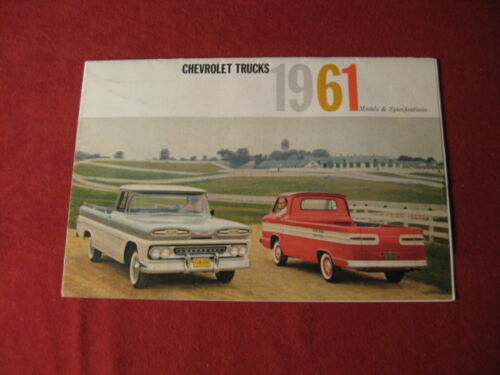 CHEVROLET TRUCKS
1961
Models & Specifications